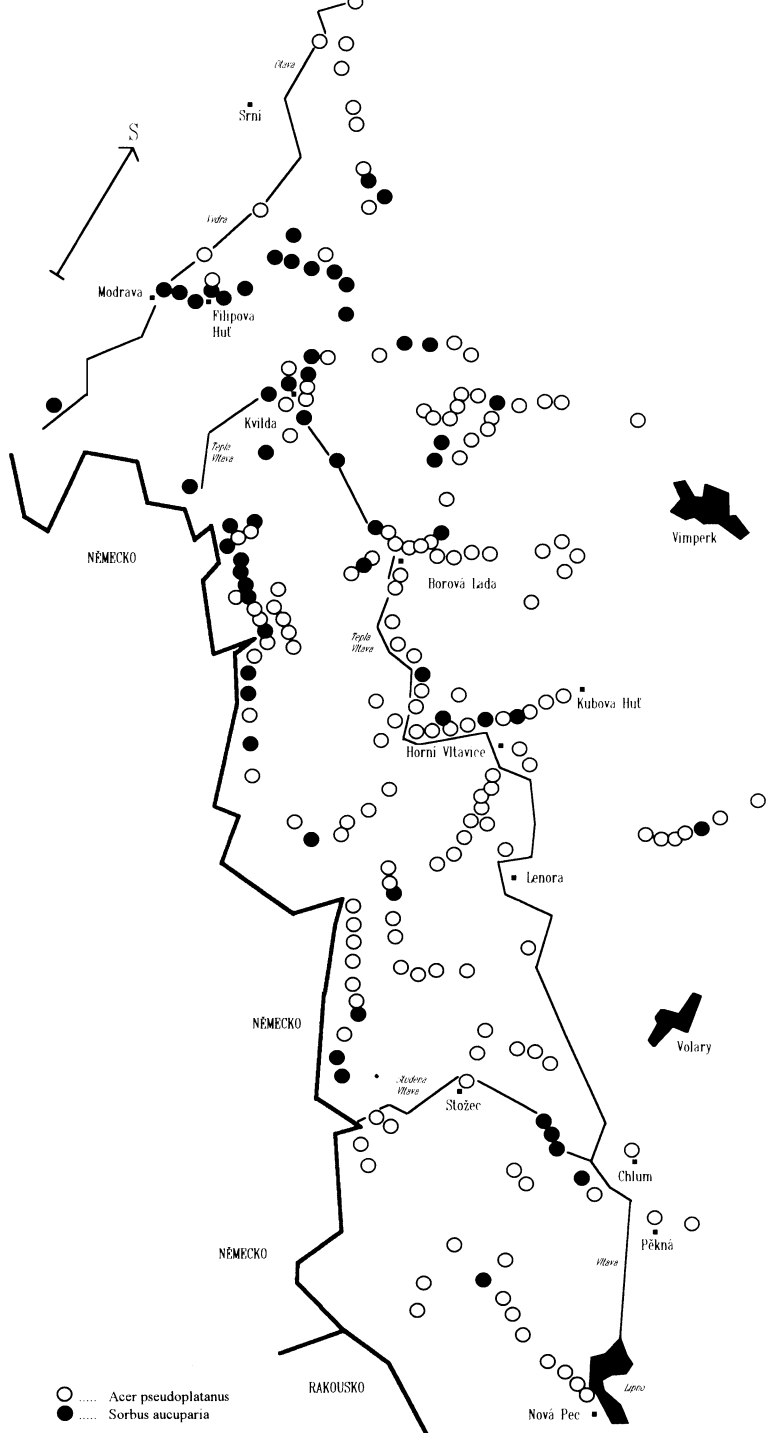 Otava
Srní
S
Vydra
Modrava
Filipova
Huť
Kvilda
Teplá
Vltava
Vimperk
NĚMECKO
Borová Lada
Teplá
Vltava
Kubova Huť
Horní Vltavice
Lenora
NĚMECKO
Volary
Studená
Vltava
Stožec
Chlum
Pěkná
NĚMECKO
Vltava
RAKOUSKO
Lipno
..... Acer pseudoplatanus
..... Sorbus aucuparia
Nová Pec